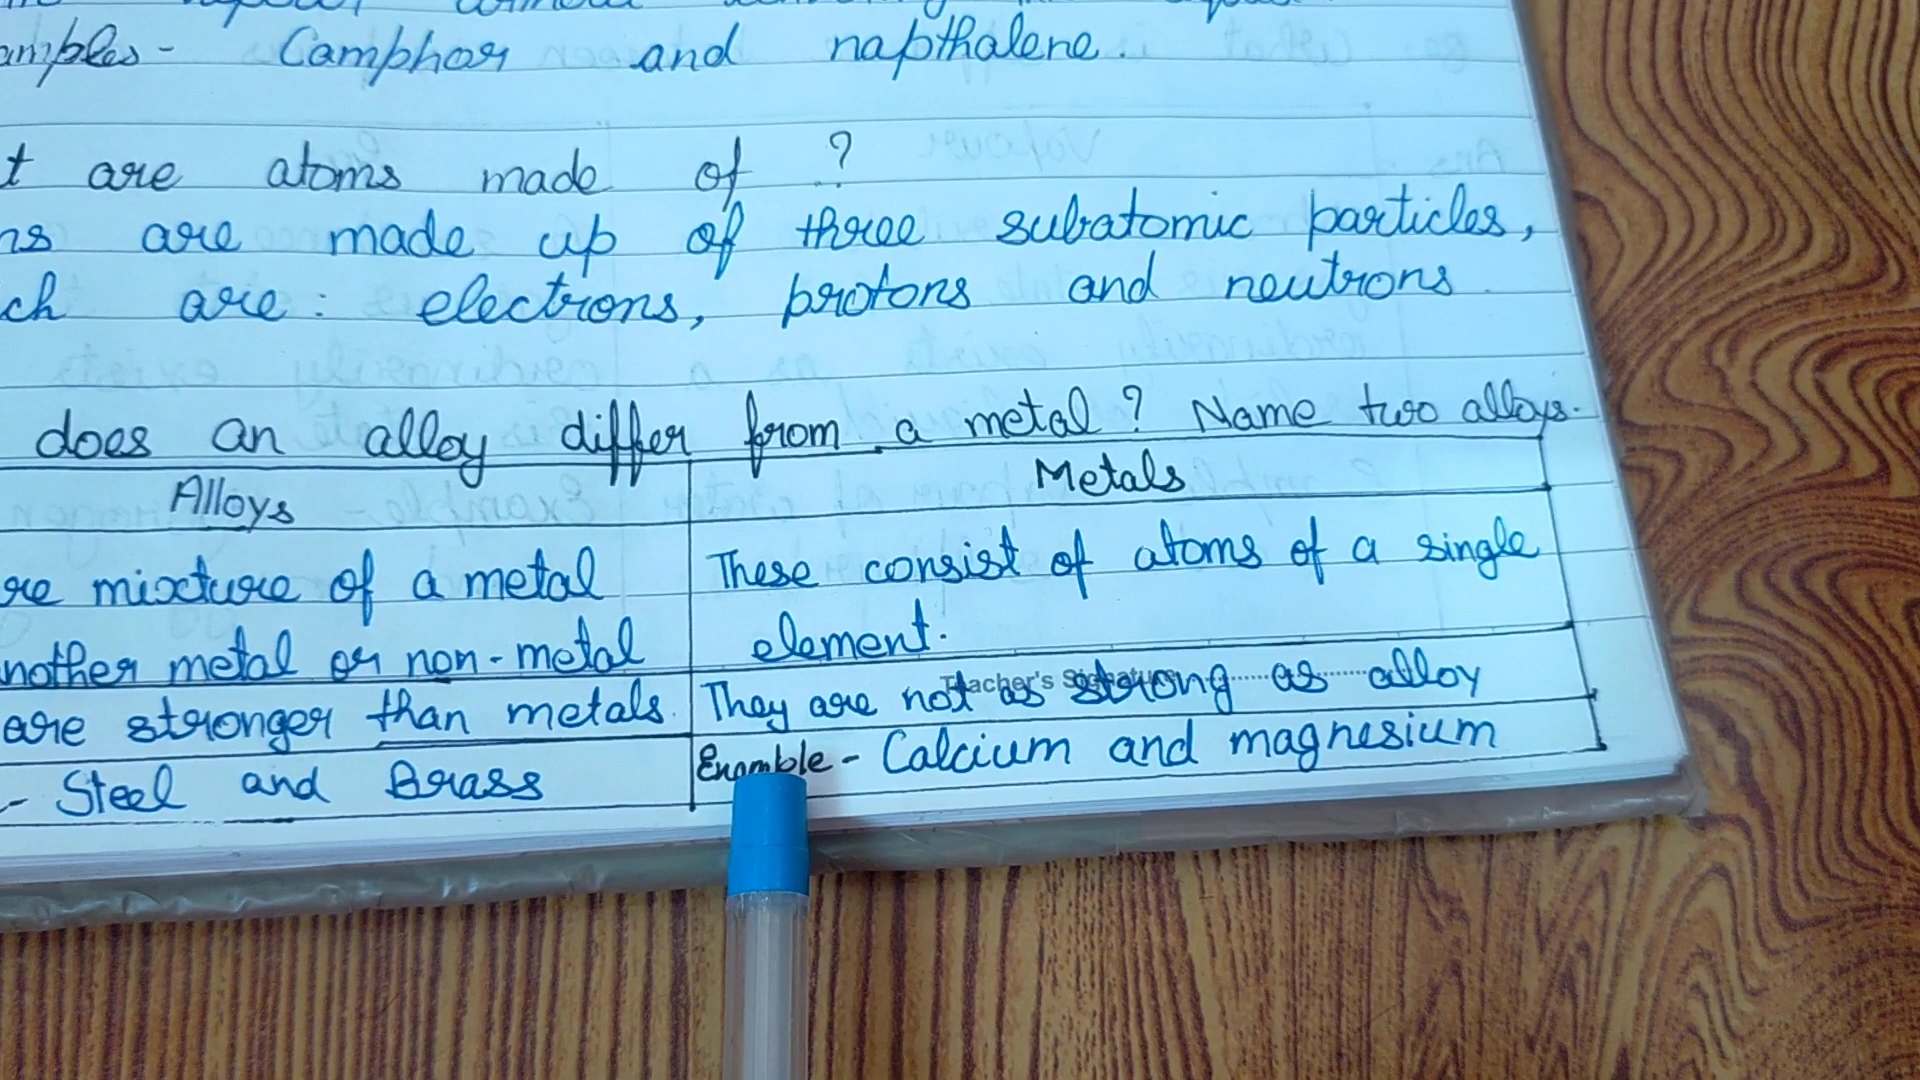 ambles - Camphor and napthalene.
t are atoms made of ?
ns are made up of three subatomic particles,
ch are : electrons, protons and neutrons
does an alloy differ from a metal ? Name two alloys.
Alloys Metals
re mixture of a metal These consist of atoms of a single
nother metal or non-metal element.
Teacher's Signature
are stronger than metals. They are not as strong as alloy
- Steel and Brass Example - Calcium and magnesium